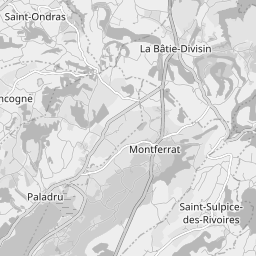 Saint-Ondras
La Bâtie-Divisin
ncogne
Montferrat
Paladru
Saint-Sulpice-
des-Rivoires